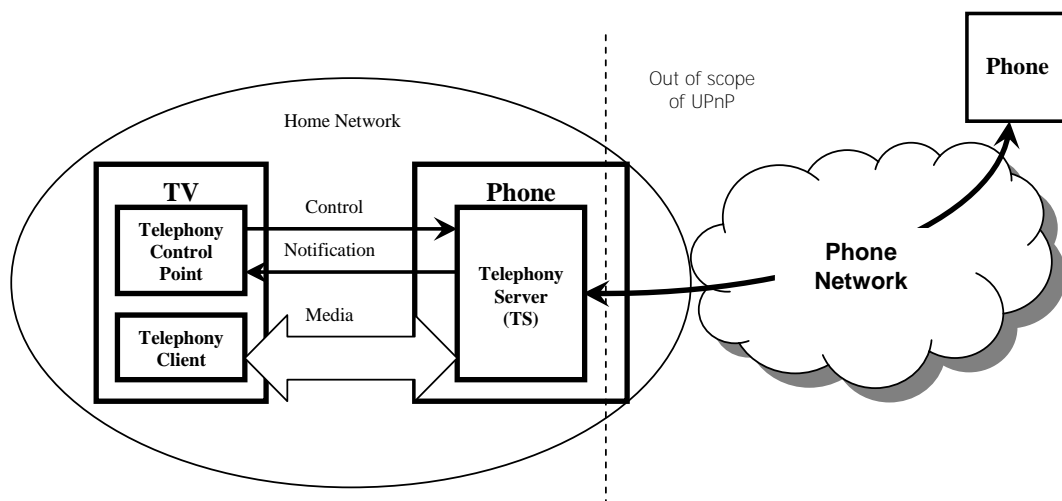 Out of scope
of UPnP
Phone
Home Network
TV
Phone
Telephony
Control
Point
Control
Notification
Telephony
Server
(TS)
Media
Telephony
Client
Phone
Network